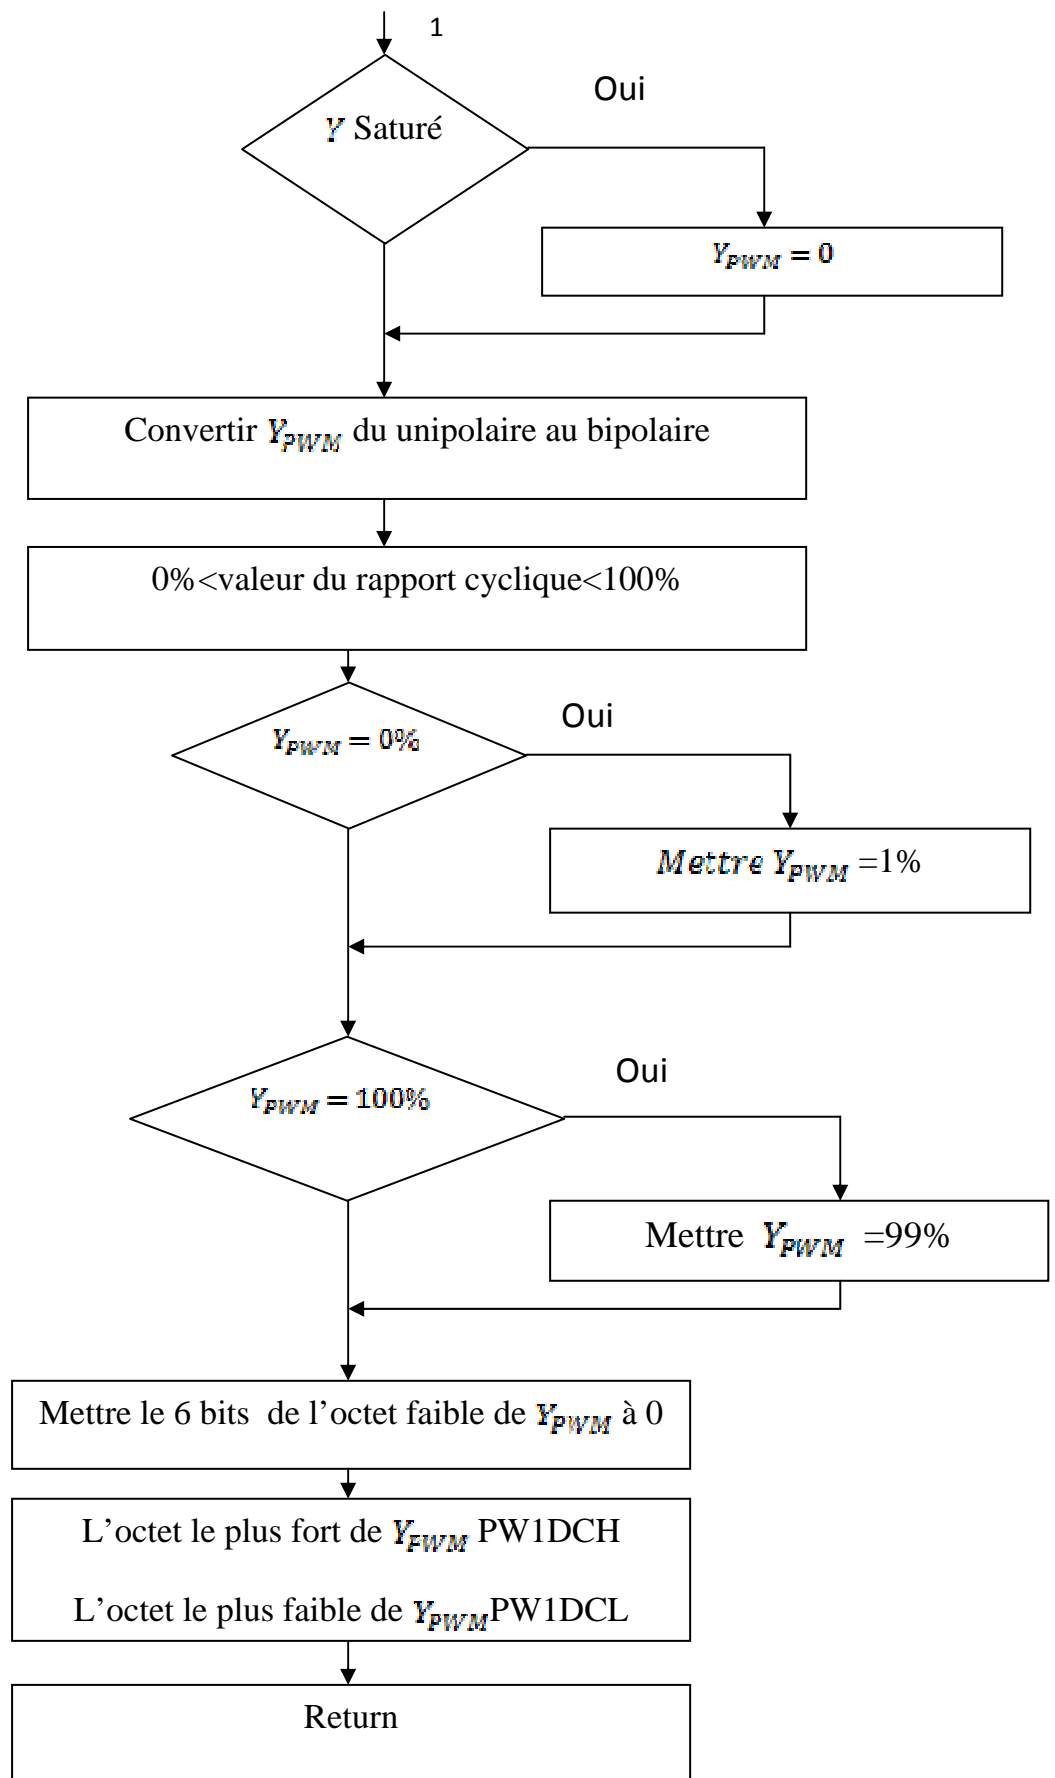 1
Oui
Y Saturé
Y_PWM = 0
Convertir Y_PWM du unipolaire au bipolaire
0%<valeur du rapport cyclique<100%
Oui
Y_PWM = 0%
Mettre Y_PWM =1%
Oui
Y_PWM = 100%
Mettre Y_PWM =99%
Mettre le 6 bits de l’octet faible de Y_PWM à 0
L’octet le plus fort de Y_PWM PW1DCH
L’octet le plus faible de Y_PWM PW1DCL
Return